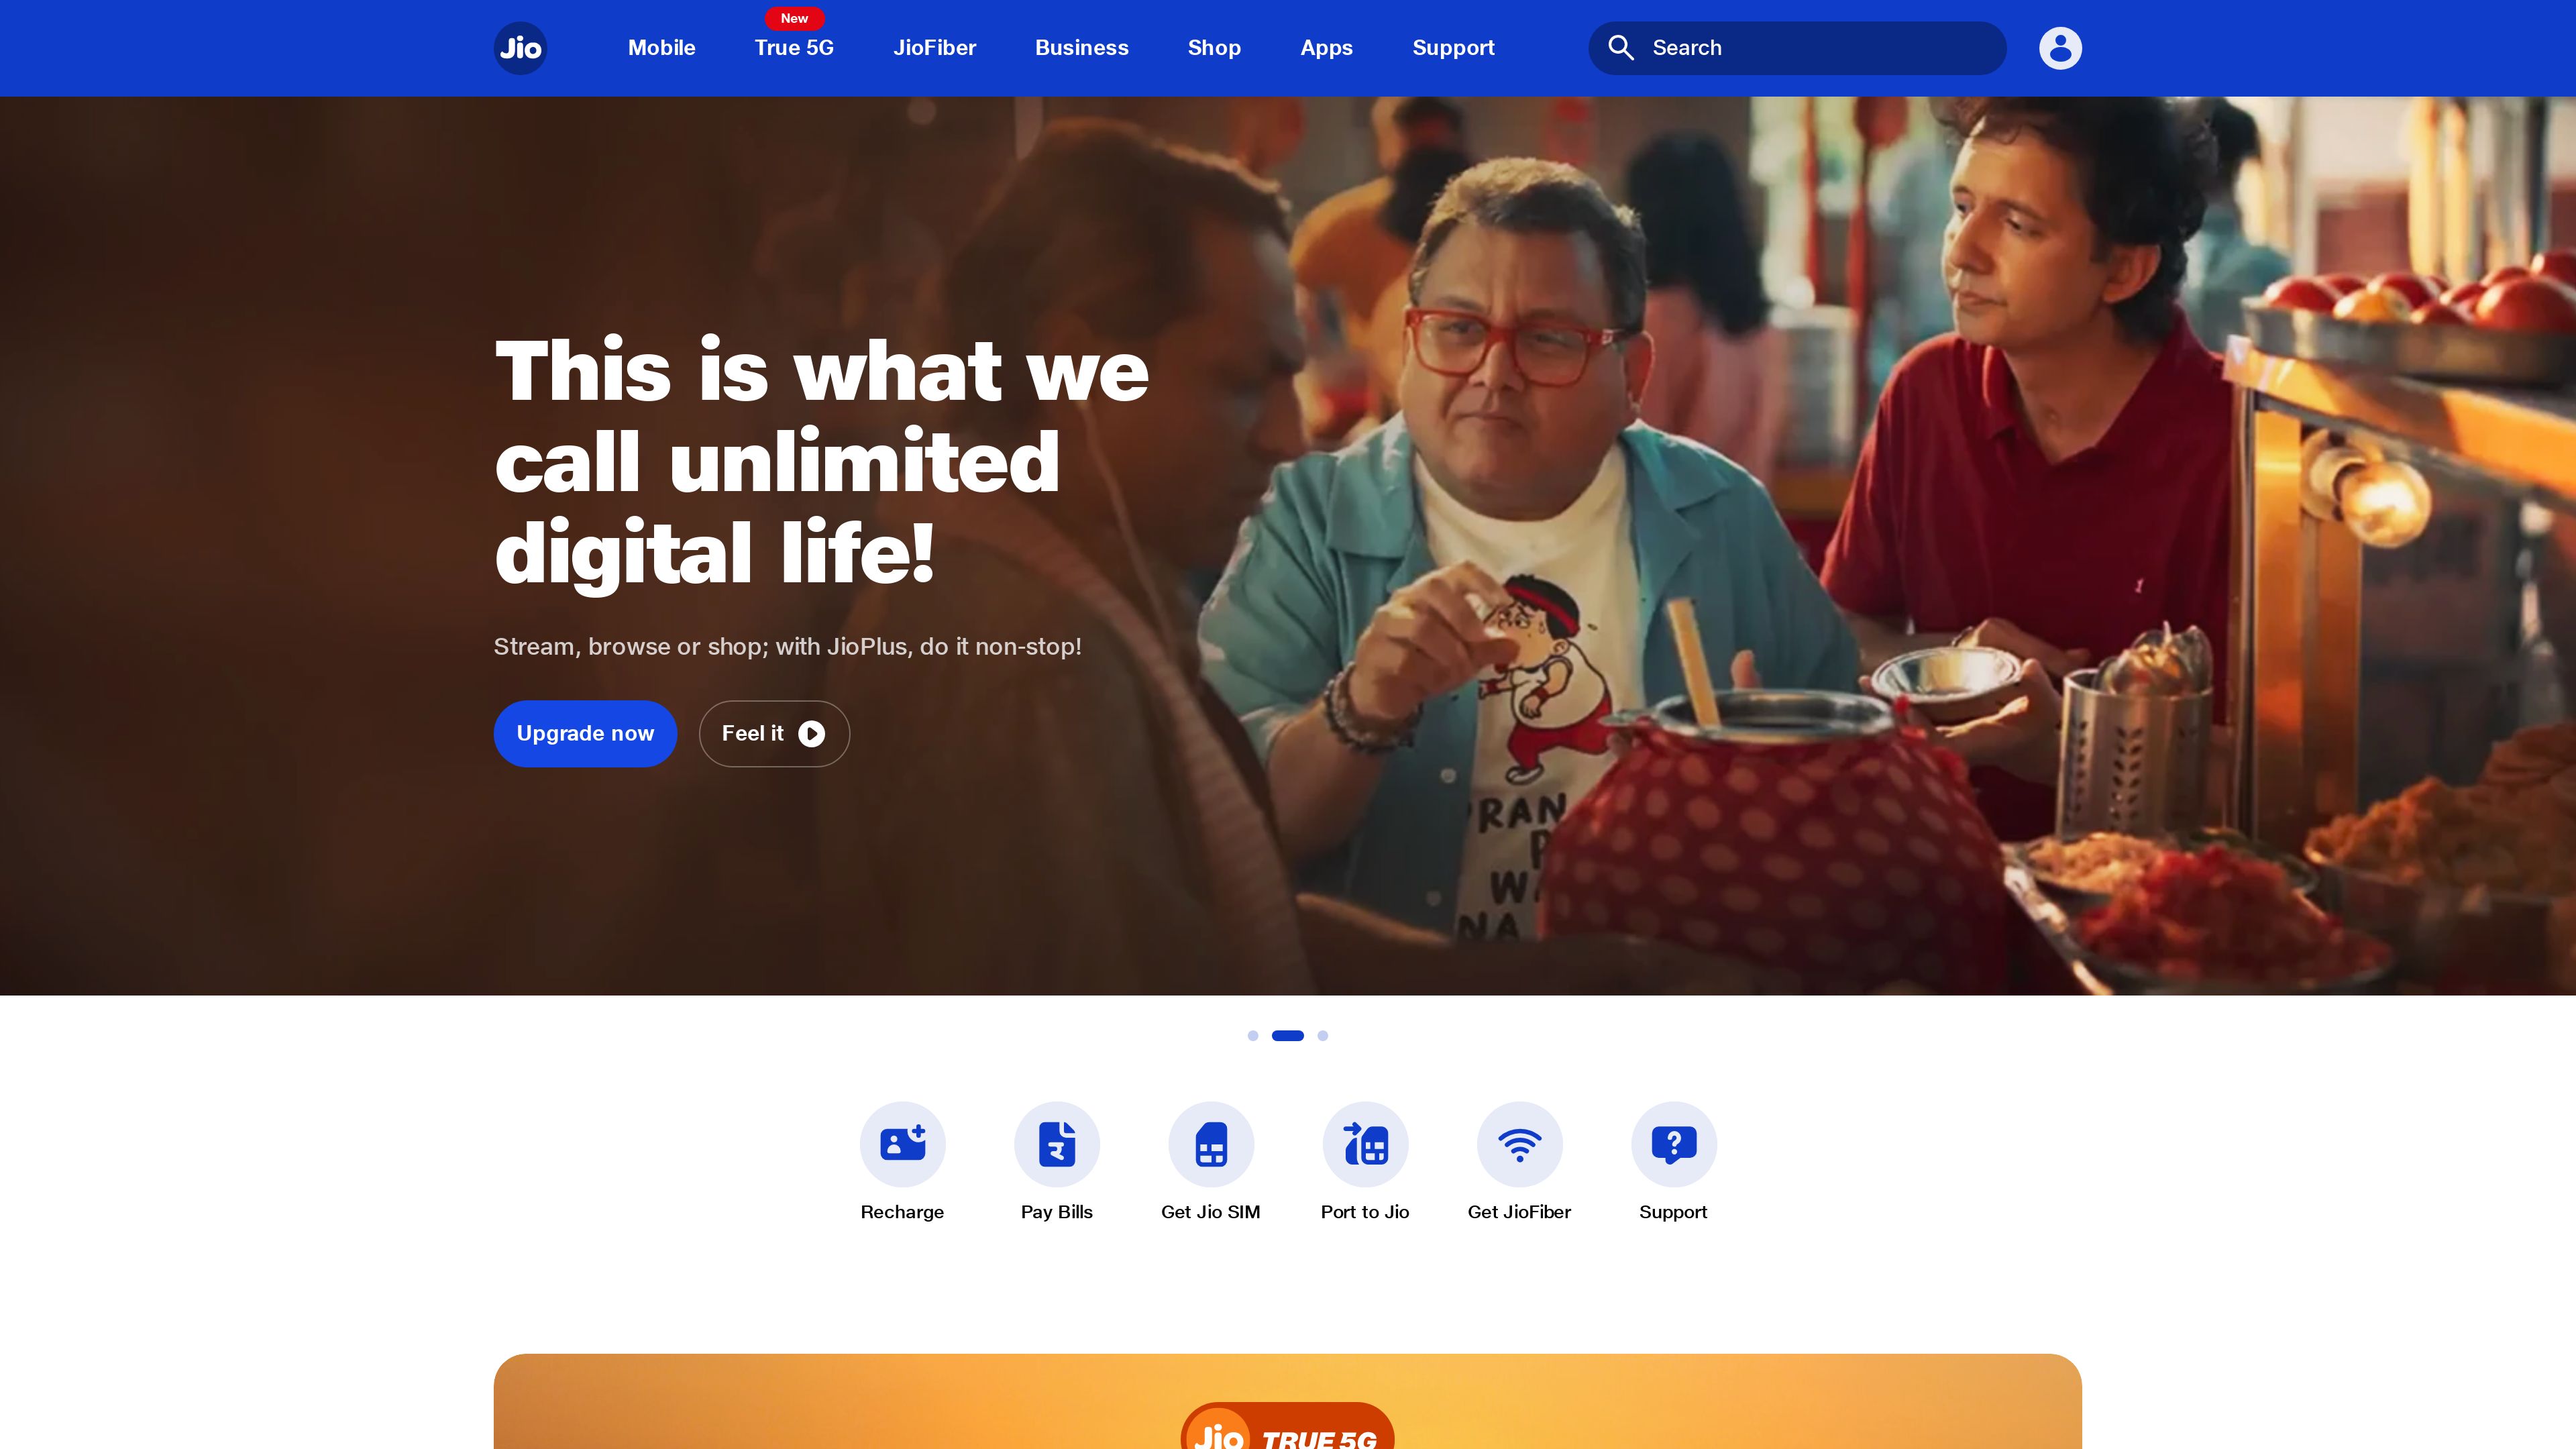 Jio
Mobile
New
True 5G
JioFiber
Business
Shop
Apps
Support
Search
This is what we
call unlimited
digital life!
Stream, browse or shop; with JioPlus, do it non-stop!
Upgrade now
Feel it
RAN
P
W
NA
Recharge
Pay Bills
Get Jio SIM
Port to Jio
Get JioFiber
Support
Jio TRUE 5G